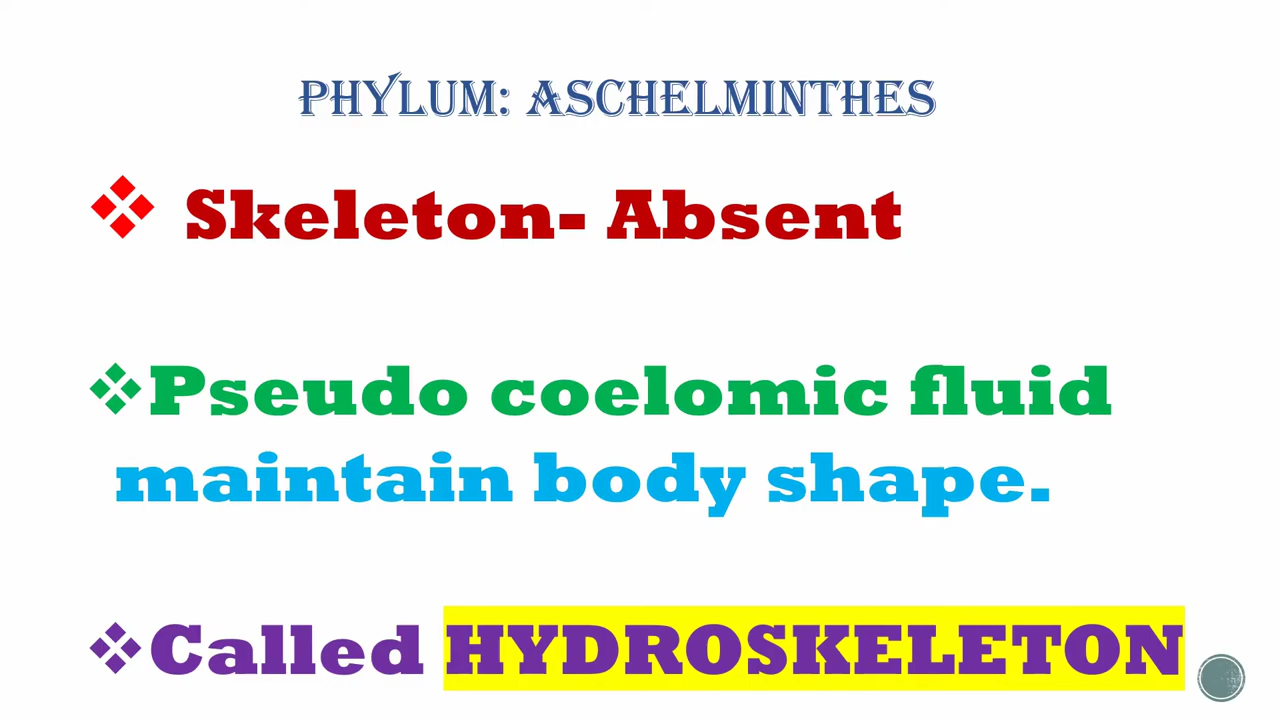 PHYLUM: ASCHELMINTHES
❖ Skeleton- Absent
❖Pseudo coelomic fluid
maintain body shape.
❖Called HYDROSKELETON